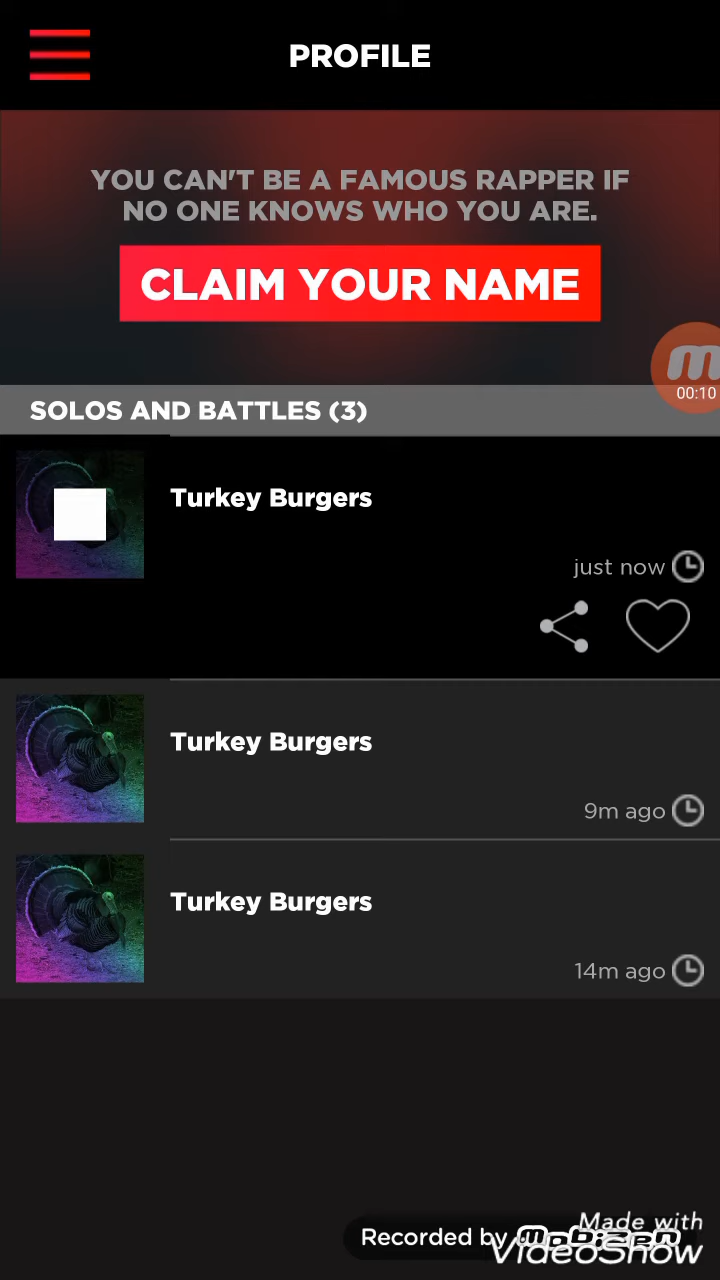 PROFILE
YOU CAN'T BE A FAMOUS RAPPER IF
NO ONE KNOWS WHO YOU ARE.
CLAIM YOUR NAME
00:10
SOLOS AND BATTLES (3)
Turkey Burgers
just now
Turkey Burgers
9m ago
Turkey Burgers
14m ago
Made with
Recorded by Mobizen
VideoShow